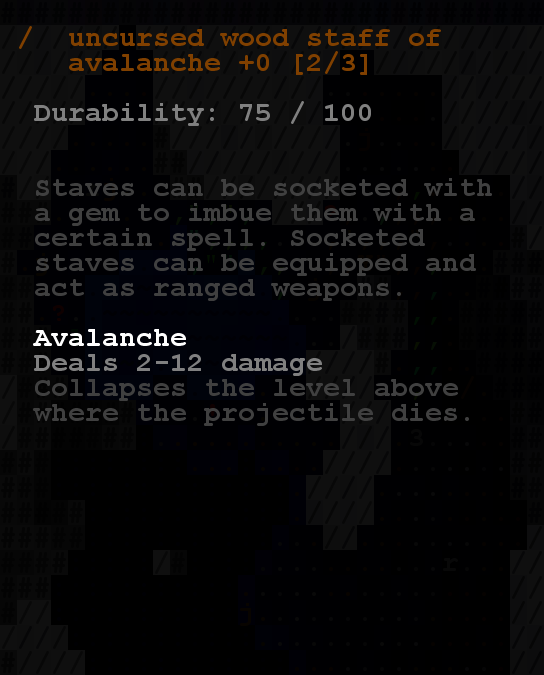 / uncursed wood staff of
avalanche +0 [2/3]
Durability: 75 / 100
Staves can be socketed with
a gem to imbue them with a
certain spell. Socketed
staves can be equipped and
act as ranged weapons.
Avalanche
Deals 2-12 damage
Collapses the level above
where the projectile dies.